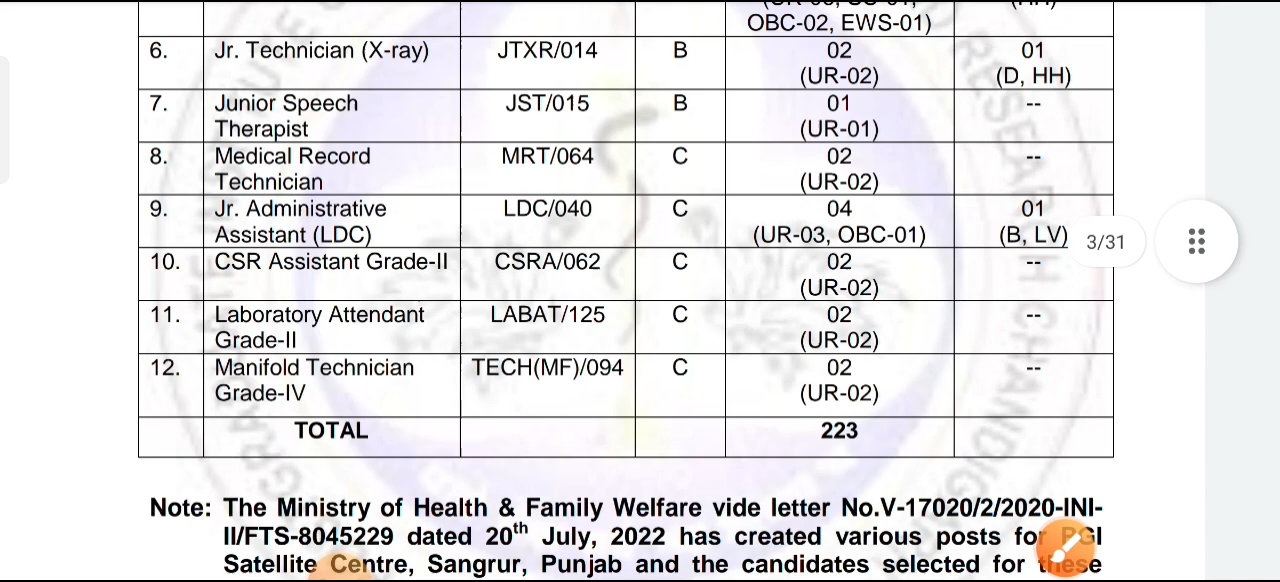 OBC-02, EWS-01)
6. Jr. Technician (X-ray) JTXR/014 B 02 01
(UR-02) (D, HH)
7. Junior Speech JST/015 B 01 --
Therapist (UR-01)
8. Medical Record MRT/064 C 02 --
Technician (UR-02)
9. Jr. Administrative LDC/040 C 04 01
Assistant (LDC) (UR-03, OBC-01) (B, LV) 3/31
10. CSR Assistant Grade-II CSRA/062 C 02 --
(UR-02)
11. Laboratory Attendant LABAT/125 C 02 --
Grade-II (UR-02)
12. Manifold Technician TECH(MF)/094 C 02 --
Grade-IV (UR-02)
TOTAL 223
Note: The Ministry of Health & Family Welfare vide letter No.V-17020/2/2020-INI-
II/FTS-8045229 dated 20th July, 2022 has created various posts for PGI
Satellite Centre, Sangrur, Punjab and the candidates selected for these